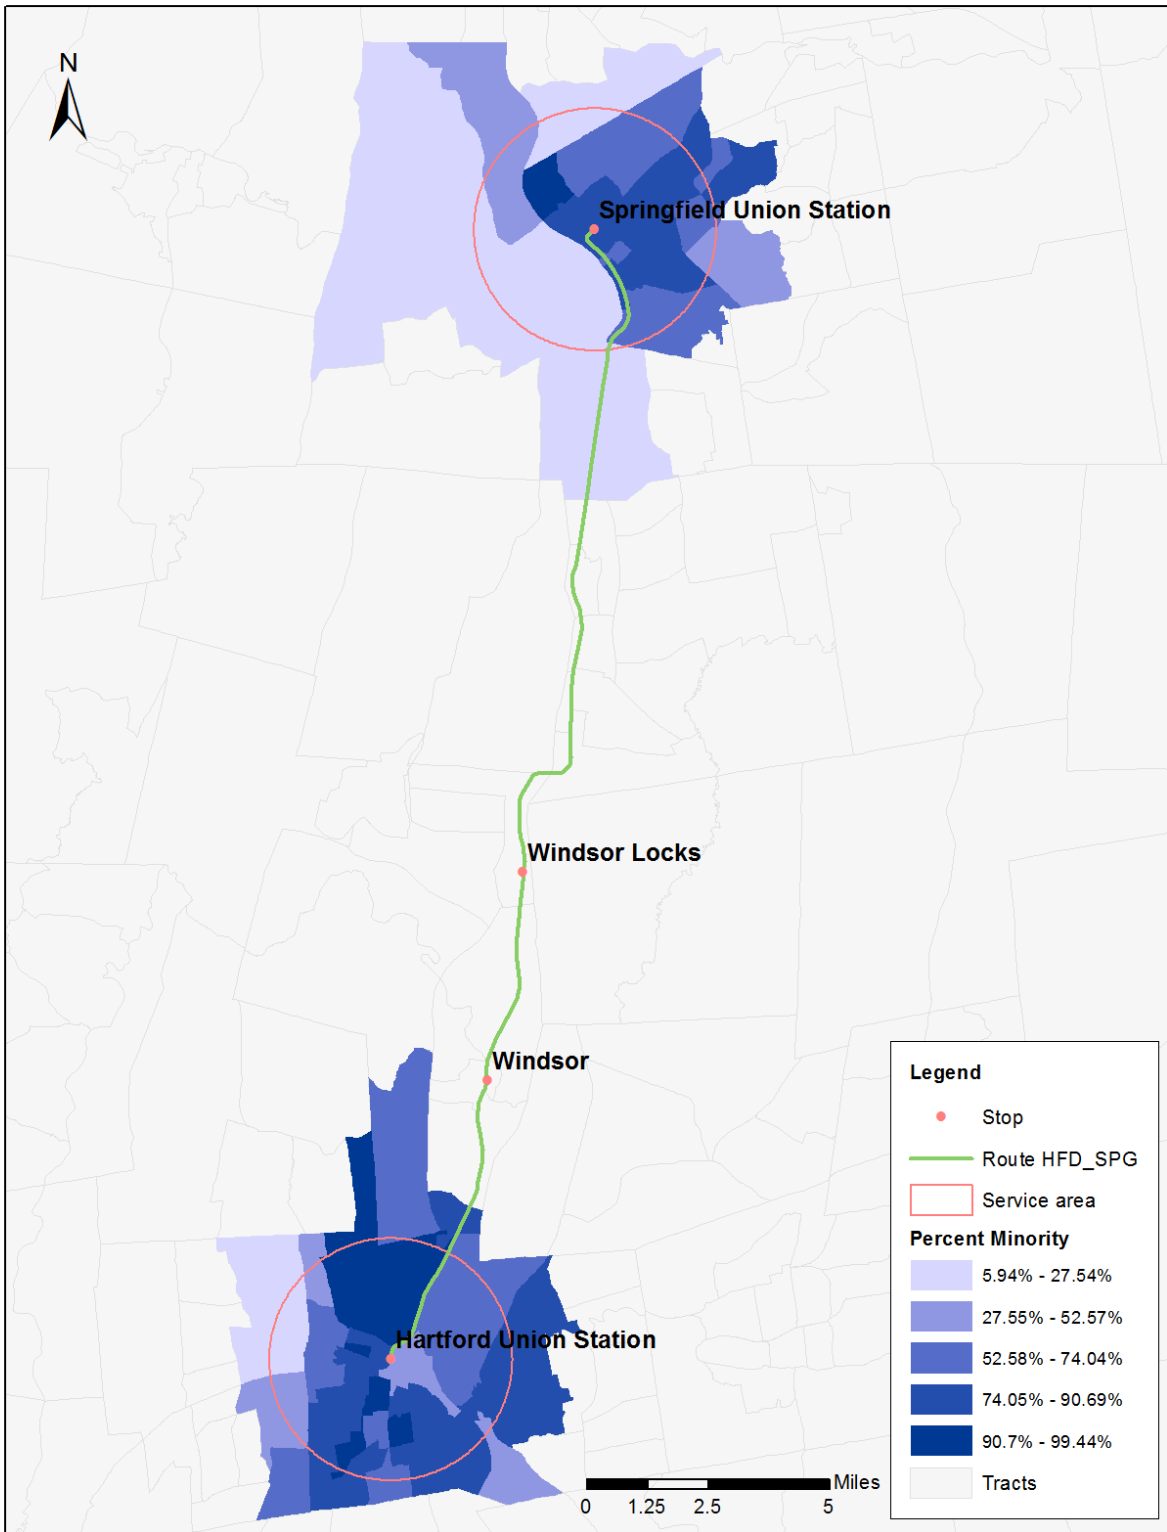 N
Springfield Union Station
Windsor Locks
Windsor
Hartford Union Station
Legend
Stop
Route HFD_SPG
Service area
Percent Minority
5.94% - 27.54%
27.55% - 52.57%
52.58% - 74.04%
74.05% - 90.69%
90.7% - 99.44%
Tracts
Miles
0 1.25 2.5 5